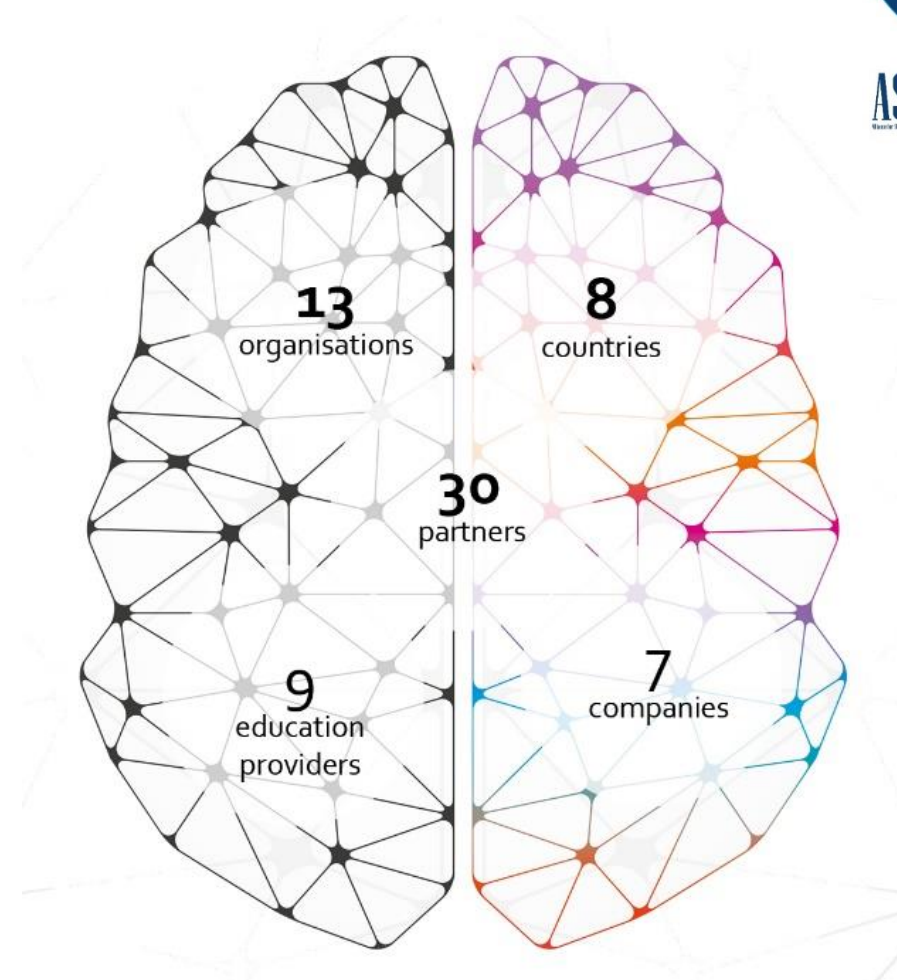 13
organisations
8
countries
30
partners
9
education
providers
7
companies